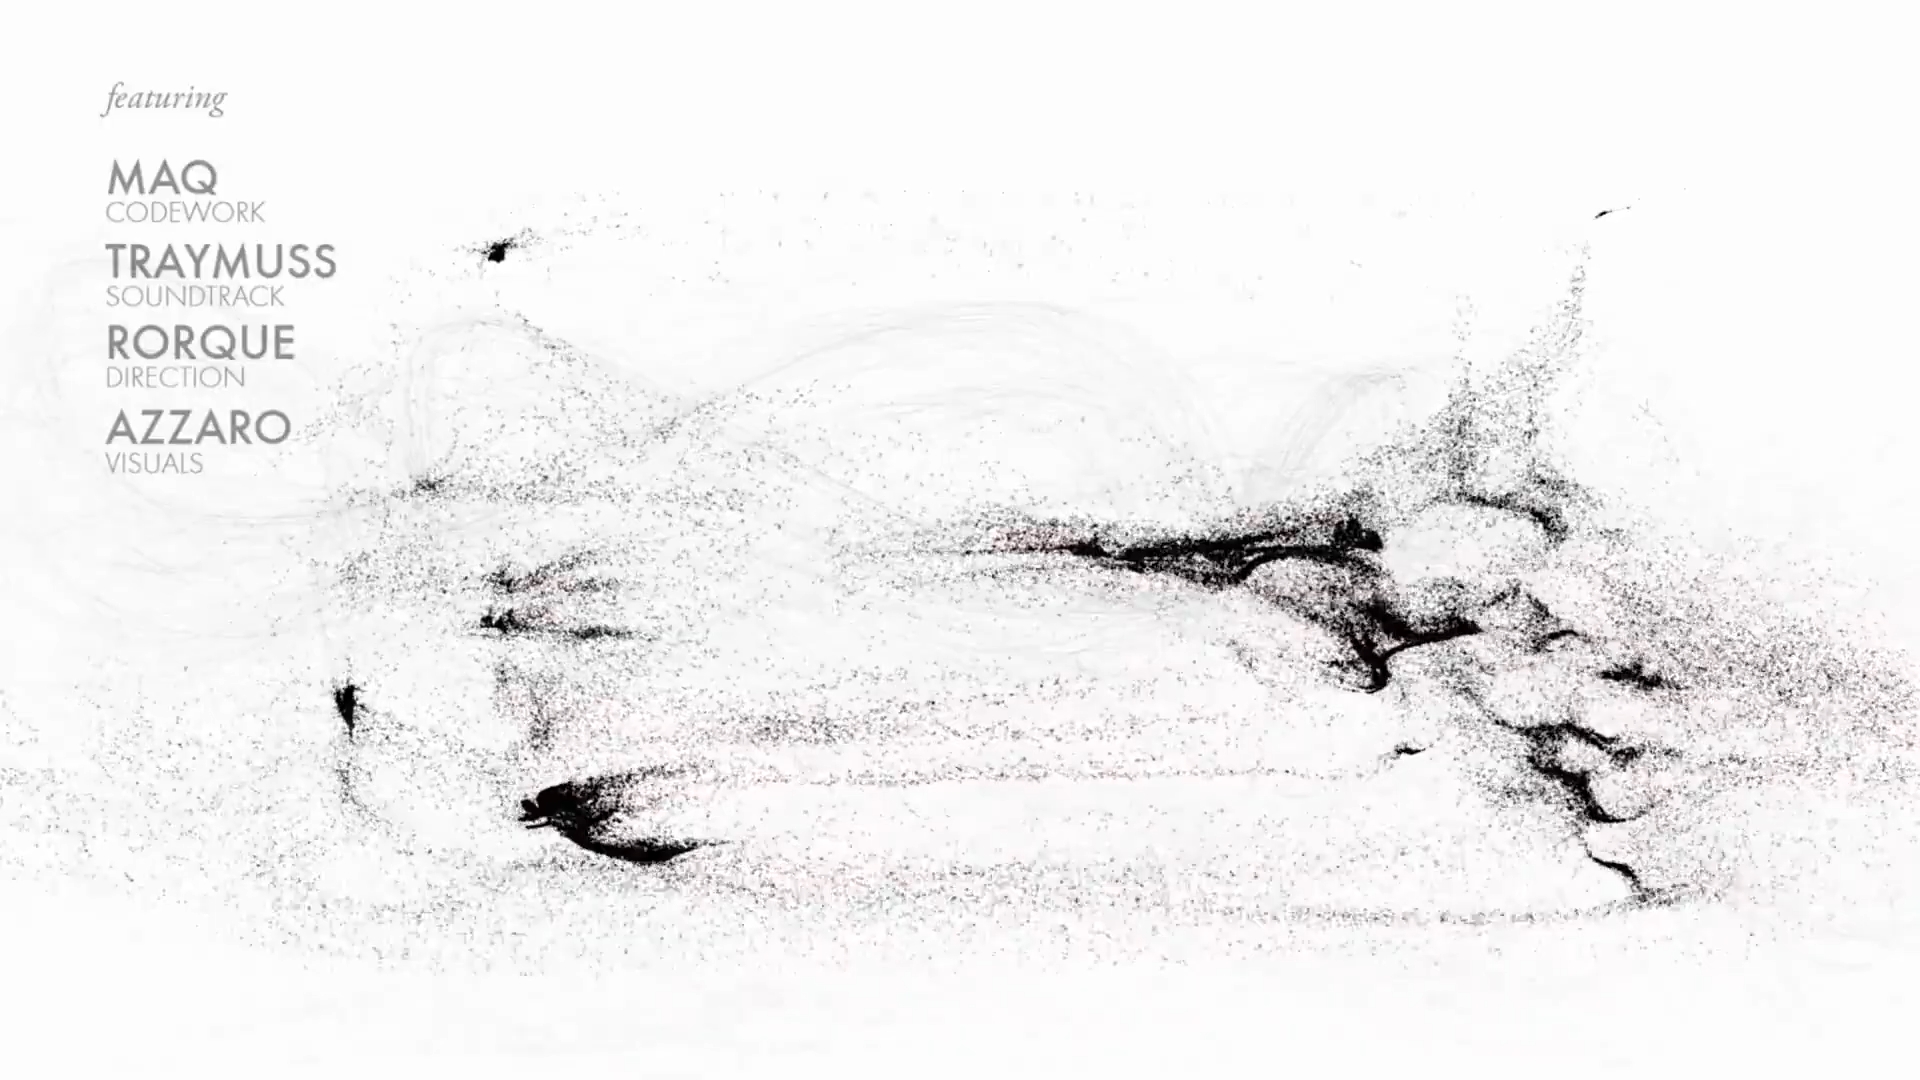 featuring
MAQ
CODEWORK
TRAYMUSS
SOUNDTRACK
RORQUE
DIRECTION
AZZARO
VISUALS